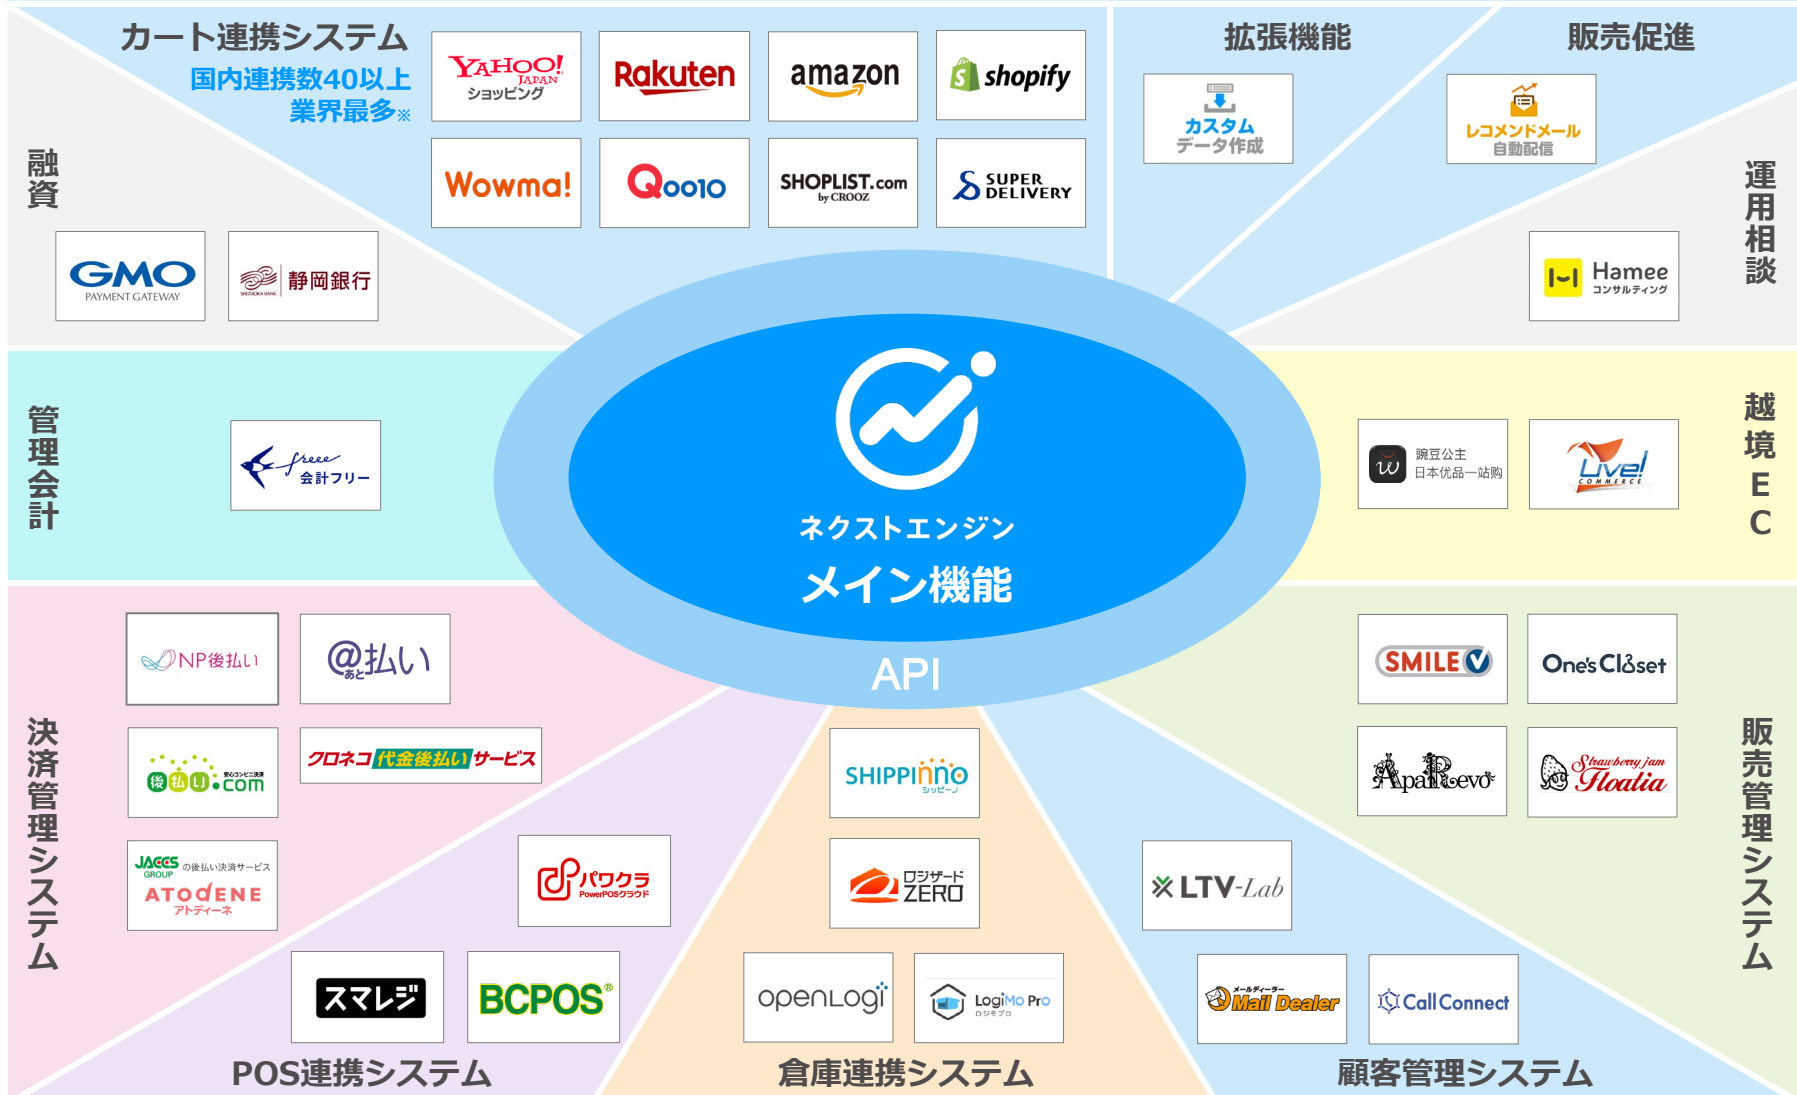 カート連携システム
国内連携数40以上
業界最多※
YAHOO!
JAPAN
ショッピング
Rakuten
amazon
shopify
Wowma!
Qoo10
SHOPLIST.com
by CROOZ
SUPER
DELIVERY
拡張機能
カスタム
データ作成
販売促進
レコメンドメール
自動配信
融資
GMO
PAYMENT GATEWAY
SHIZUOKA BANK
静岡銀行
運用相談
Hamee
コンサルティング
管理会計
freee
会計フリー
ネクストエンジン
メイン機能
API
越境EC
豌豆公主
日本优品一站购
Live!
COMMERCE
決済管理システム
NP後払い
@払い
あと
後払い.com
安心コンビニ決済
クロネコ代金後払いサービス
JACCS
GROUP
の後払い決済サービス
ATODENE
アトディーネ
POS連携システム
パワクラ
PowerPOSクラウド
スマレジ
BCPOS®
倉庫連携システム
SHIPPINNO
シッピーノ
ロジザード
ZERO
OPENLOGI
LogiMo Pro
ロジモプロ
顧客管理システム
LTV-Lab
メールディーラー
Mail Dealer
Call Connect
販売管理システム
SMILE V
One's Closet
ApaRevo
Strawberry jam
Floatia